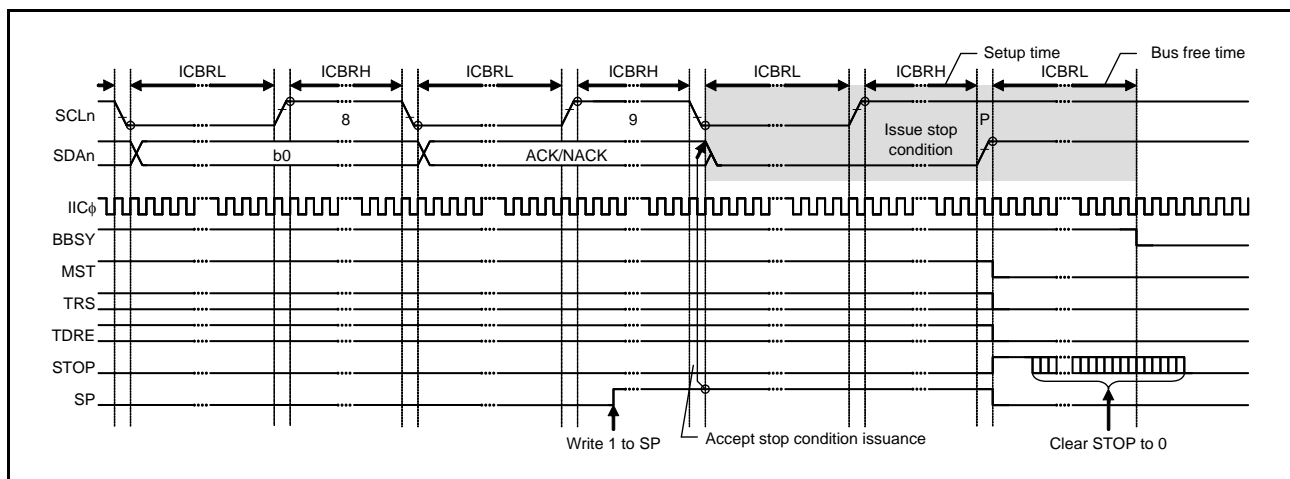 Setup time
Bus free time
ICBRL ICBRH ICBRL ICBRH ICBRL ICBRH ICBRL
SCLn 8 9 P
Issue stop
condition
SDAn b0 ACK/NACK
IICϕ
BBSY
MST
TRS
TDRE
STOP
SP
Write 1 to SP
Accept stop condition issuance
Clear STOP to 0